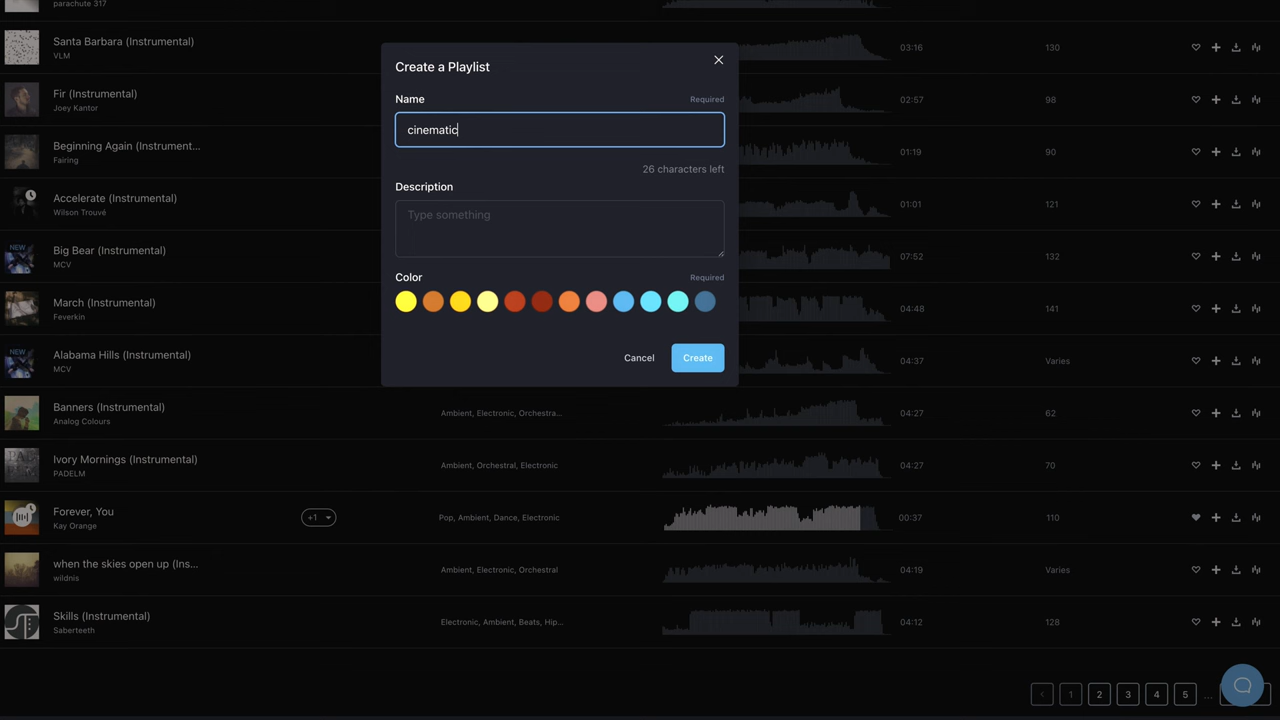 parachute 317
Santa Barbara (Instrumental)
VLM
03:16
130
Fir (Instrumental)
Joey Kantor
02:57
98
Beginning Again (Instrument...
Fairing
01:19
90
Accelerate (Instrumental)
Wilson Trouvé
01:01
121
NEW
Big Bear (Instrumental)
MCV
07:52
132
March (Instrumental)
Feverkin
04:48
141
NEW
Alabama Hills (Instrumental)
MCV
04:37
Varies
Create a Playlist
Name
Required
cinematic
26 characters left
Description
Type something
Color
Required
Cancel
Create
Banners (Instrumental)
Analog Colours
Ambient, Electronic, Orchestra...
04:27
62
Ivory Mornings (Instrumental)
PADELM
Ambient, Orchestral, Electronic
04:27
70
Forever, You
Kay Orange
+1
Pop, Ambient, Dance, Electronic
00:37
110
when the skies open up (Ins...
wildnis
Ambient, Electronic, Orchestral
04:19
Varies
Skills (Instrumental)
Saberteeth
Electronic, Ambient, Beats, Hip...
04:12
128
< 1 2 3 4 5 ...